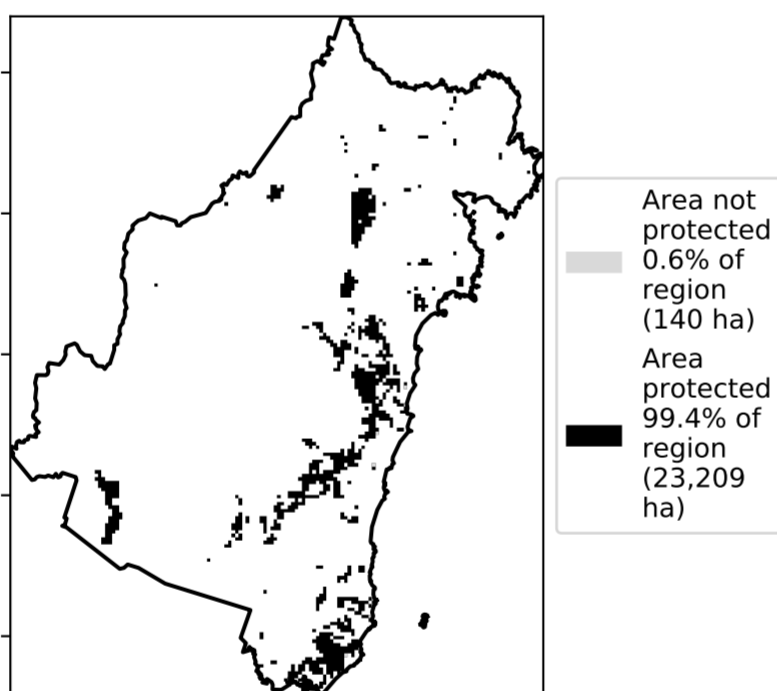 Area not
protected
0.6% of
region
(140 ha)
Area
protected
99.4% of
region
(23,209
ha)